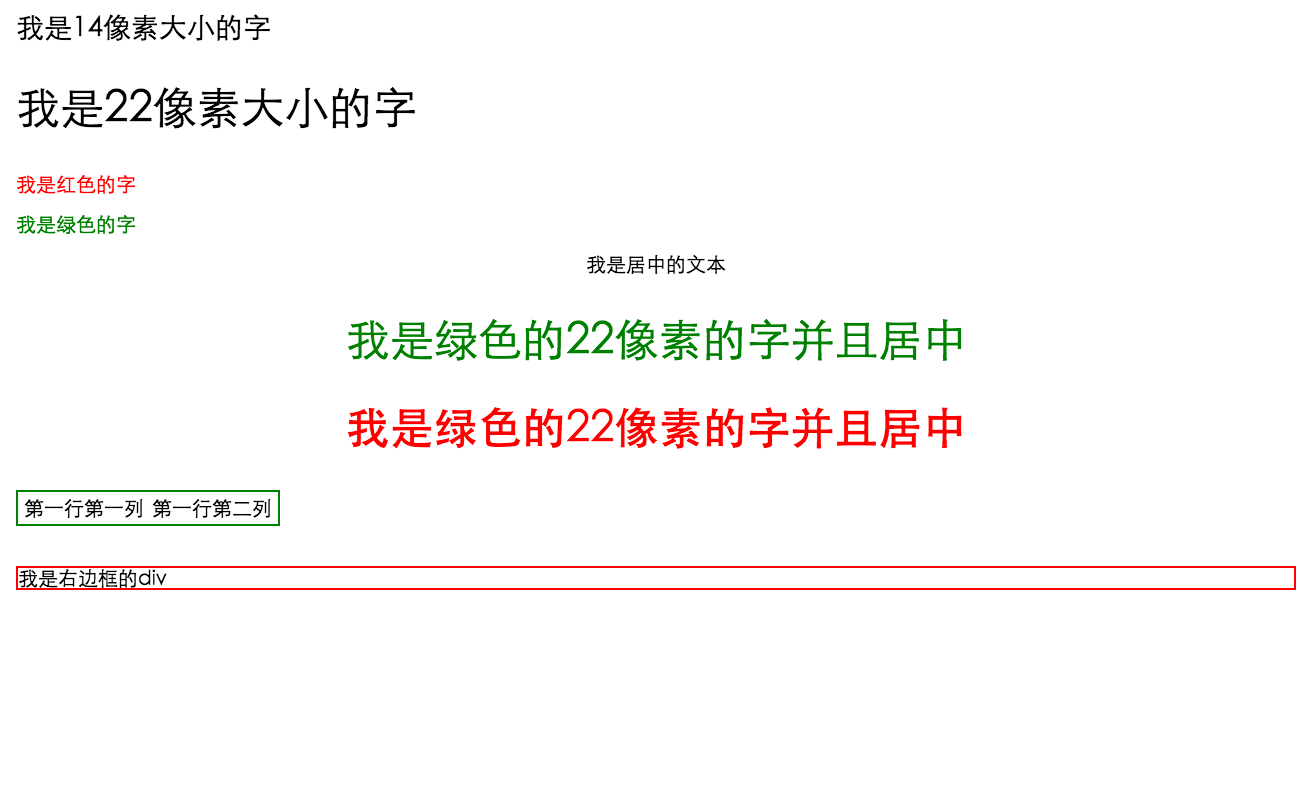 我是14像素大小的字
我是22像素大小的字
我是红色的字
我是绿色的字
我是居中的文本
我是绿色的22像素的字并且居中
我是绿色的22像素的字并且居中
第一行第一列 第一行第二列
我是右边框的div